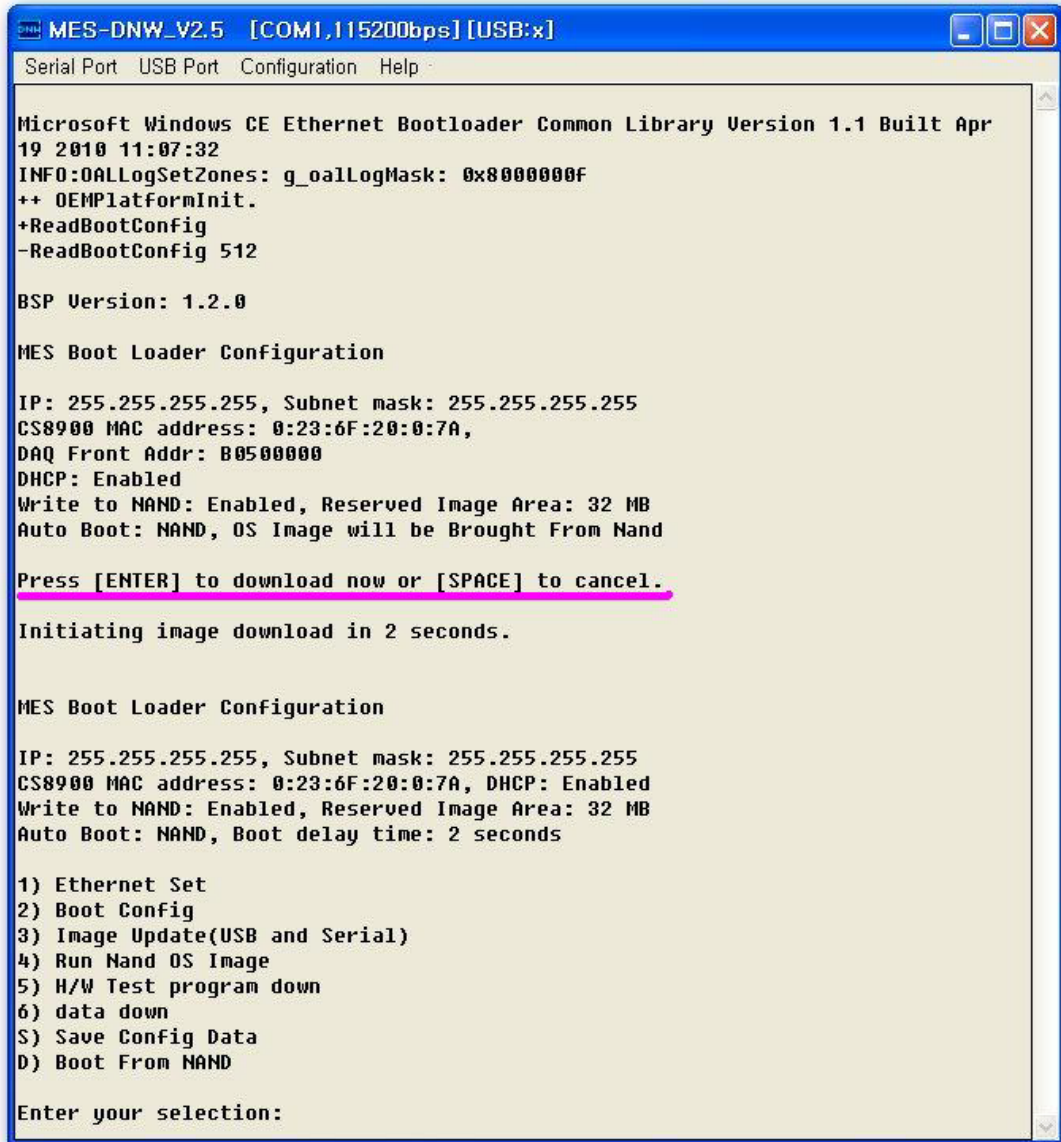 MES-DNW_V2.5 [COM1,115200bps][USB:x]
Serial Port USB Port Configuration Help
Microsoft Windows CE Ethernet Bootloader Common Library Version 1.1 Built Apr
19 2010 11:07:32
INFO:OALLogSetZones: g_oalLogMask: 0x8000000f
++ OEMPlatformInit.
+ReadBootConfig
-ReadBootConfig 512
BSP Version: 1.2.0
MES Boot Loader Configuration
IP: 255.255.255.255, Subnet mask: 255.255.255.255
CS8900 MAC address: 0:23:6F:20:0:7A,
DAQ Front Addr: B0500000
DHCP: Enabled
Write to NAND: Enabled, Reserved Image Area: 32 MB
Auto Boot: NAND, OS Image will be Brought From Nand
Press [ENTER] to download now or [SPACE] to cancel.
Initiating image download in 2 seconds.
MES Boot Loader Configuration
IP: 255.255.255.255, Subnet mask: 255.255.255.255
CS8900 MAC address: 0:23:6F:20:0:7A, DHCP: Enabled
Write to NAND: Enabled, Reserved Image Area: 32 MB
Auto Boot: NAND, Boot delay time: 2 seconds
1) Ethernet Set
2) Boot Config
3) Image Update(USB and Serial)
4) Run Nand OS Image
5) H/W Test program down
6) data down
S) Save Config Data
D) Boot From NAND
Enter your selection: